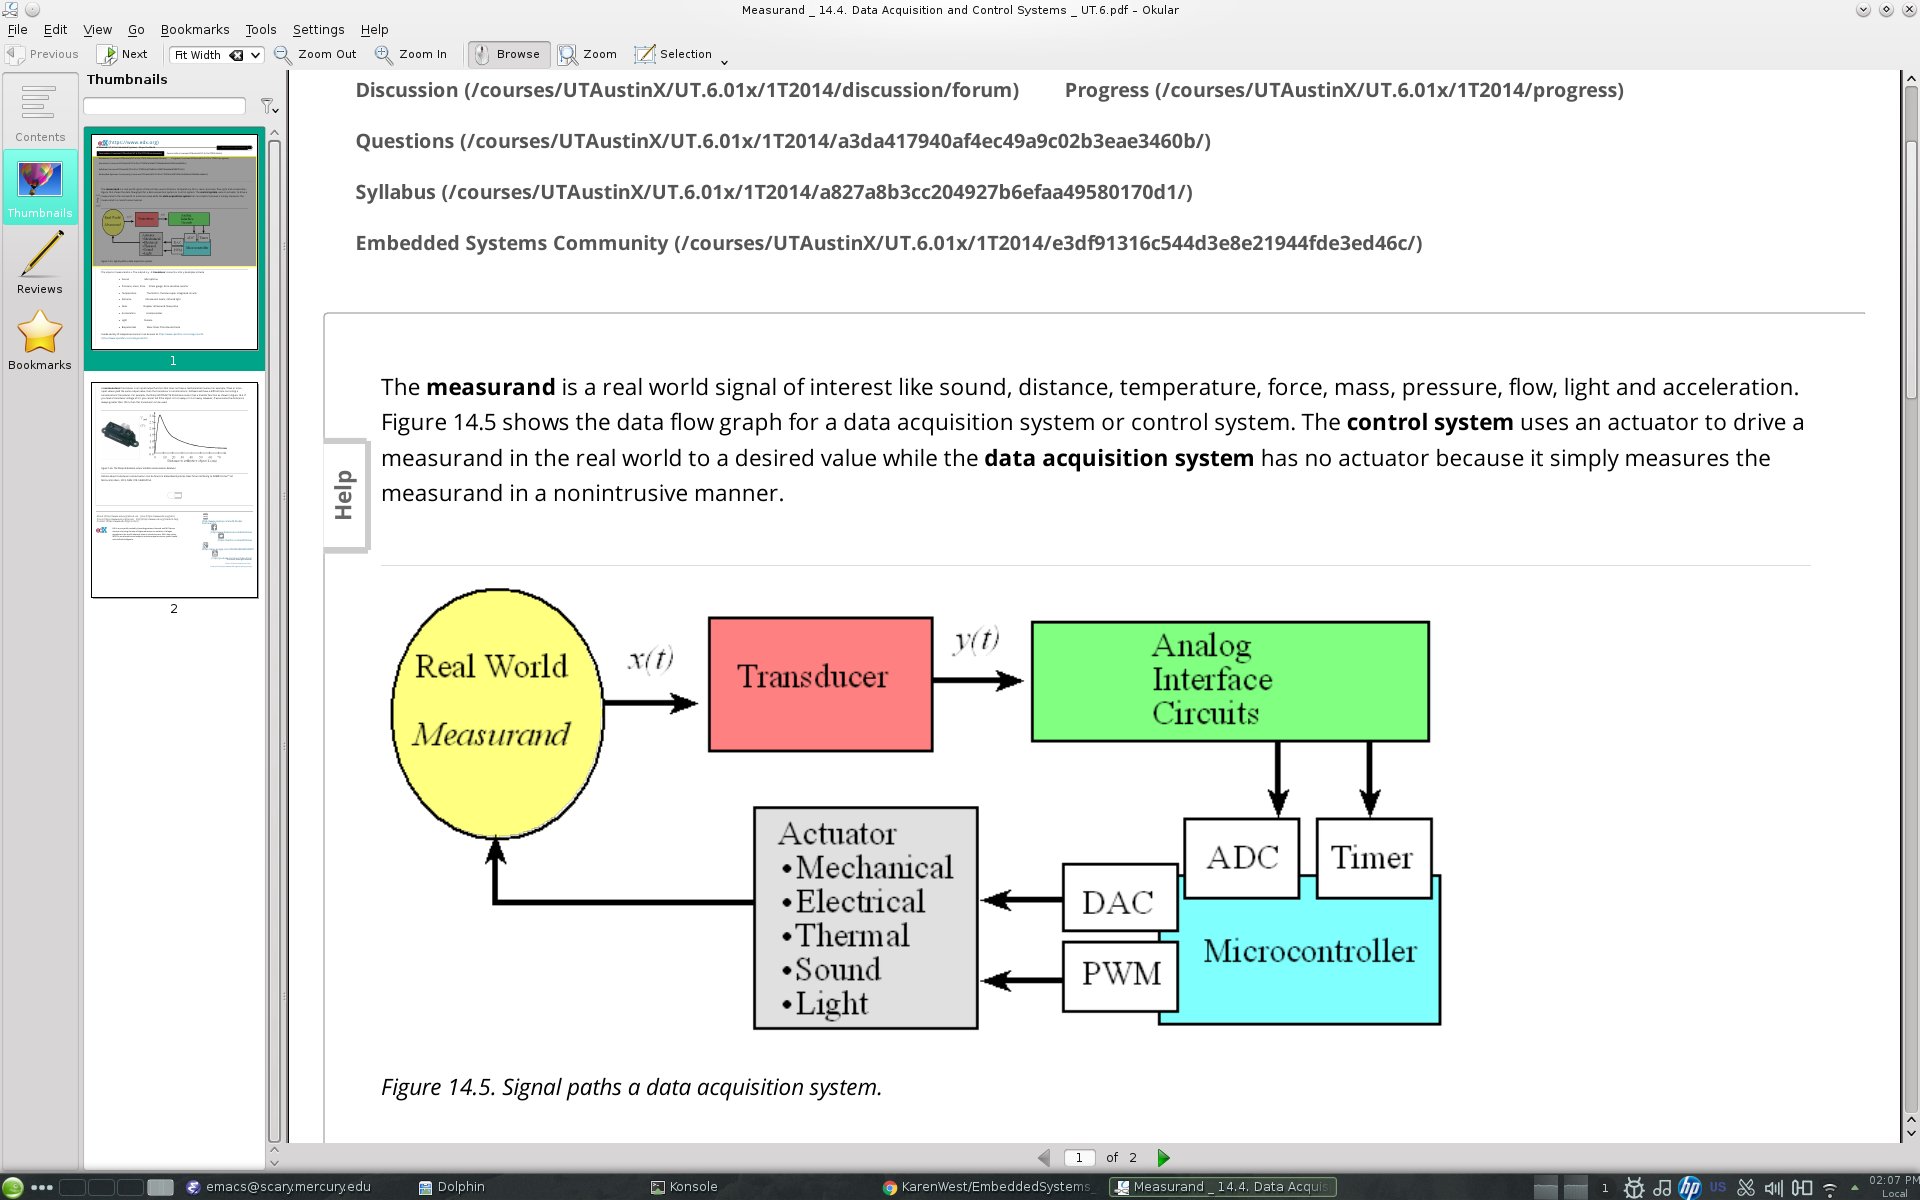 Measurand _ 14.4. Data Acquisition and Control Systems _ UT.6.pdf – Okular
File Edit View Go Bookmarks Tools Settings Help
Previous Next Fit Width Zoom Out Zoom In Browse Zoom Selection
Thumbnails
Contents
Thumbnails
Reviews
Bookmarks
1
2
Discussion (/courses/UTAustinX/UT.6.01x/1T2014/discussion/forum) Progress (/courses/UTAustinX/UT.6.01x/1T2014/progress)
Questions (/courses/UTAustinX/UT.6.01x/1T2014/a3da417940af4ec49a9c02b3eae3460b/)
Syllabus (/courses/UTAustinX/UT.6.01x/1T2014/a827a8b3cc204927b6efaa49580170d1/)
Embedded Systems Community (/courses/UTAustinX/UT.6.01x/1T2014/e3df91316c544d3e8e21944fde3ed46c/)
Help
The measurand is a real world signal of interest like sound, distance, temperature, force, mass, pressure, flow, light and acceleration.
Figure 14.5 shows the data flow graph for a data acquisition system or control system. The control system uses an actuator to drive a
measurand in the real world to a desired value while the data acquisition system has no actuator because it simply measures the
measurand in a nonintrusive manner.
Real World
Measurand
x(t)
Transducer
y(t)
Analog
Interface
Circuits
ADC
Timer
DAC
PWM
Microcontroller
Actuator
•Mechanical
•Electrical
•Thermal
•Sound
•Light
Figure 14.5. Signal paths a data acquisition system.
1 of 2
emacs@scary.mercury.edu Dolphin Konsole KarenWest/EmbeddedSystems Measurand _ 14.4. Data Acquis 1 hp US 02:07 PM
Local